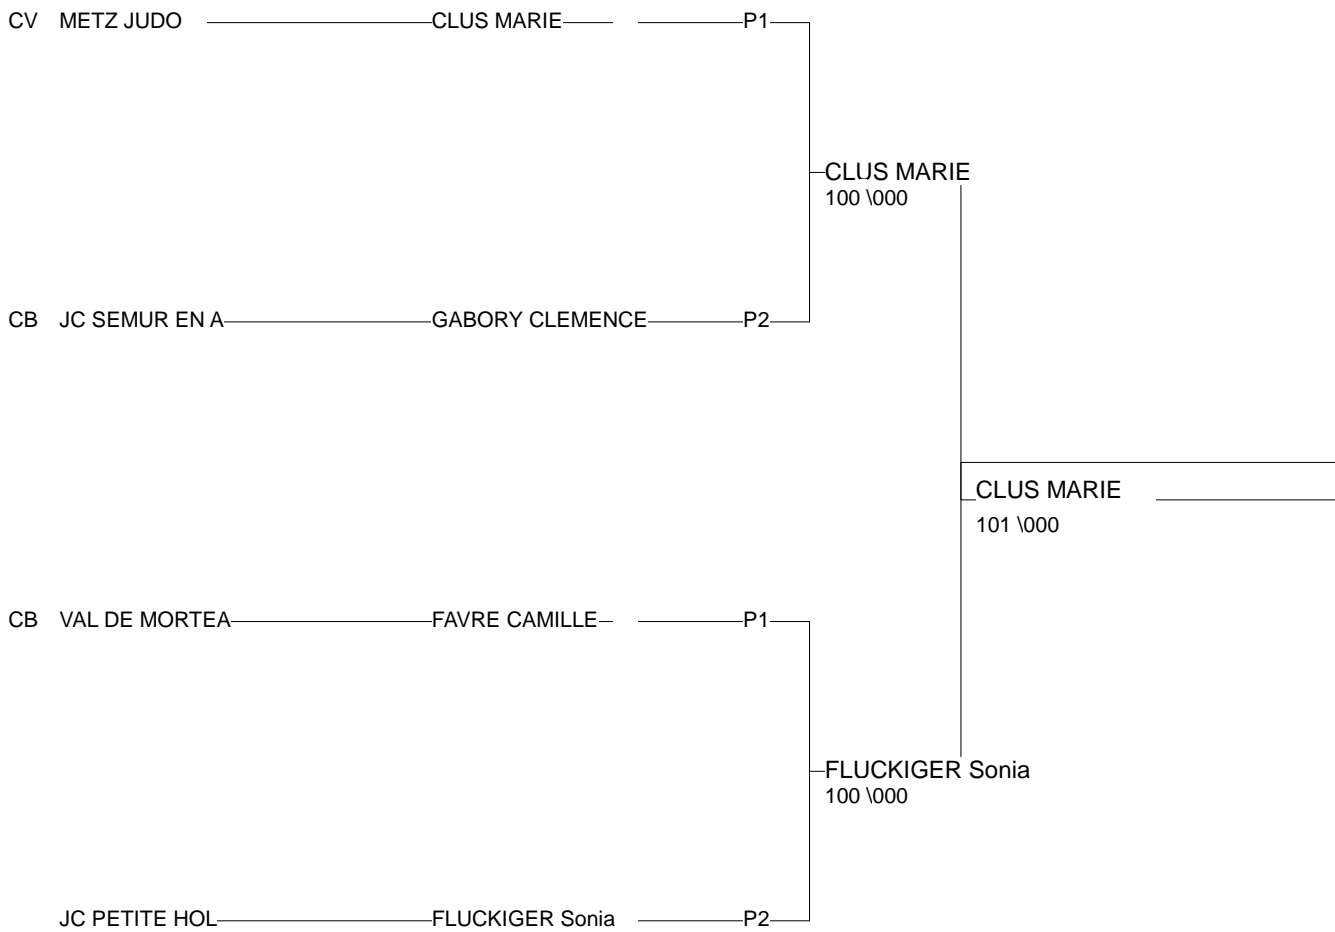 CV METZ JUDO CLUS MARIE P1
CLUS MARIE
100 \000
CB JC SEMUR EN A GABORY CLEMENCE P2
CLUS MARIE
101 \000
CB VAL DE MORTEA FAVRE CAMILLE P1
FLUCKIGER Sonia
100 \000
JC PETITE HOL FLUCKIGER Sonia P2